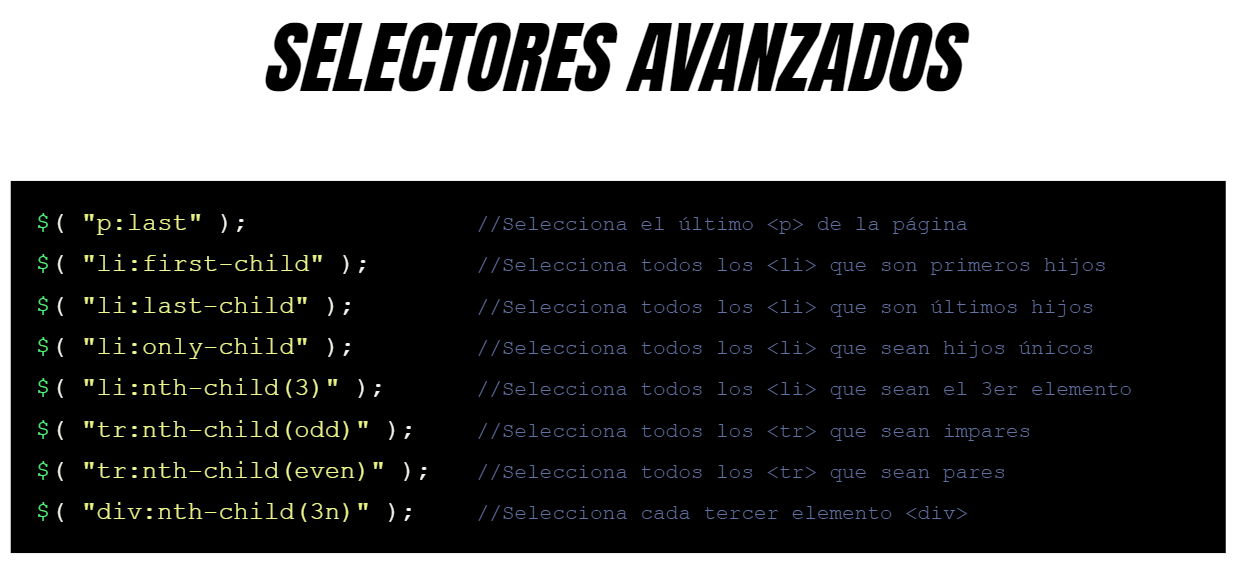 SELECTORES AVANZADOS
$( "p:last" ); //Selecciona el último <p> de la página
$( "li:first-child" ); //Selecciona todos los <li> que son primeros hijos
$( "li:last-child" ); //Selecciona todos los <li> que son últimos hijos
$( "li:only-child" ); //Selecciona todos los <li> que sean hijos únicos
$( "li:nth-child(3)" ); //Selecciona todos los <li> que sean el 3er elemento
$( "tr:nth-child(odd)" ); //Selecciona todos los <tr> que sean impares
$( "tr:nth-child(even)" ); //Selecciona todos los <tr> que sean pares
$( "div:nth-child(3n)" ); //Selecciona cada tercer elemento <div>